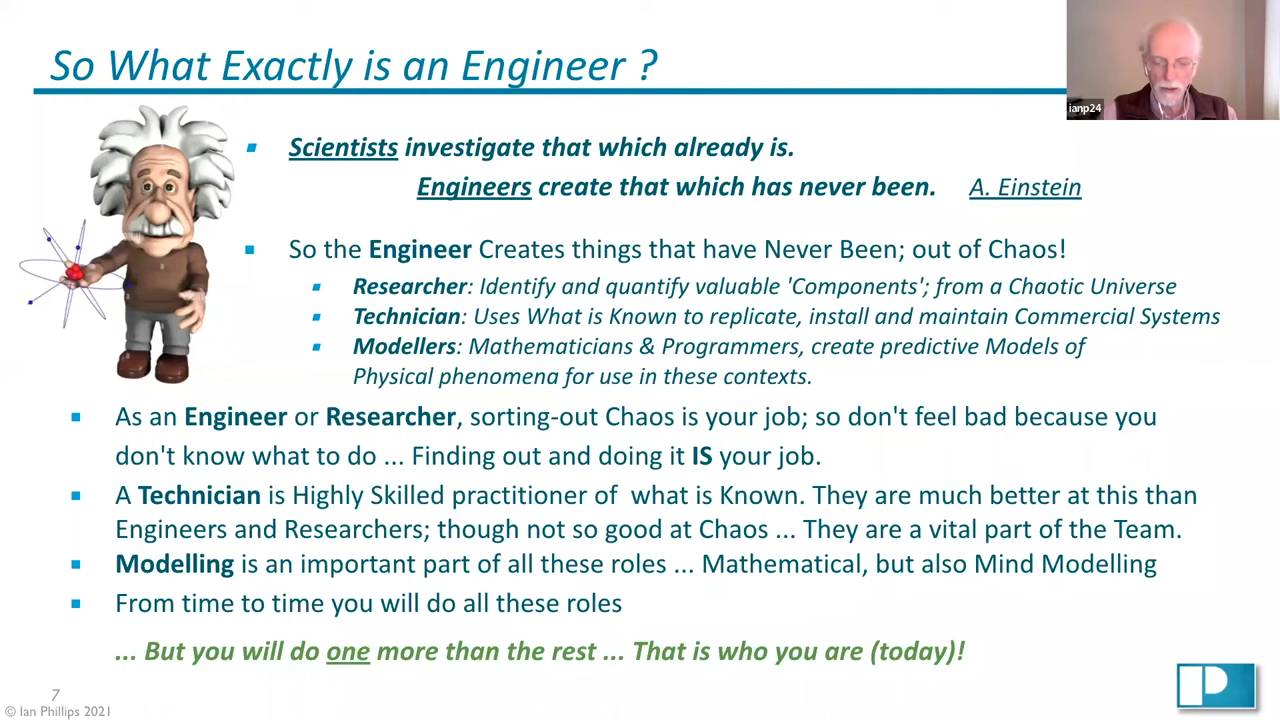 So What Exactly is an Engineer ?
ianp24
Scientists investigate that which already is.
Engineers create that which has never been. A. Einstein
So the Engineer Creates things that have Never Been; out of Chaos!
Researcher: Identify and quantify valuable 'Components'; from a Chaotic Universe
Technician: Uses What is Known to replicate, install and maintain Commercial Systems
Modellers: Mathematicians & Programmers, create predictive Models of
Physical phenomena for use in these contexts.
As an Engineer or Researcher, sorting-out Chaos is your job; so don't feel bad because you
don't know what to do ... Finding out and doing it IS your job.
A Technician is Highly Skilled practitioner of what is Known. They are much better at this than
Engineers and Researchers; though not so good at Chaos ... They are a vital part of the Team.
Modelling is an important part of all these roles ... Mathematical, but also Mind Modelling
From time to time you will do all these roles
... But you will do one more than the rest ... That is who you are (today)!
7
© Ian Phillips 2021